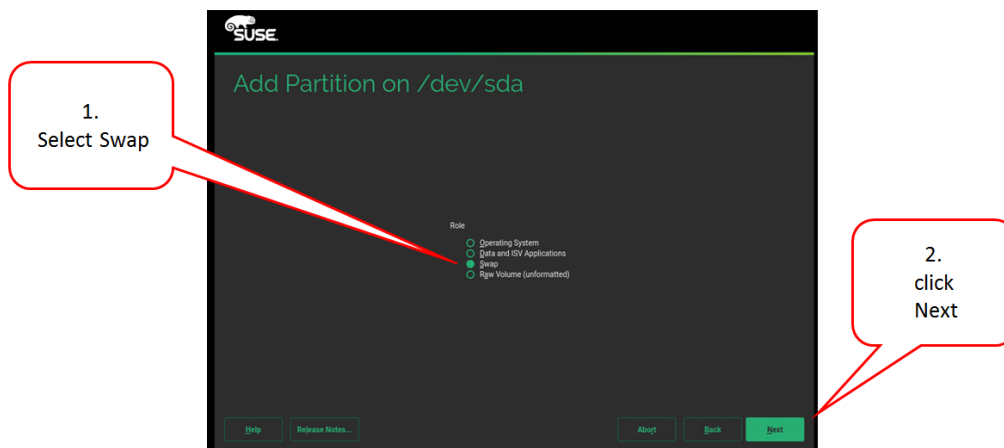 SUSE.
Add Partition on /dev/sda
1.
Select Swap
Role
Operating System
Data and ISV Applications
Swap
Raw Volume (unformatted)
2.
click
Next
Help
Release Notes...
Abort
Back
Next